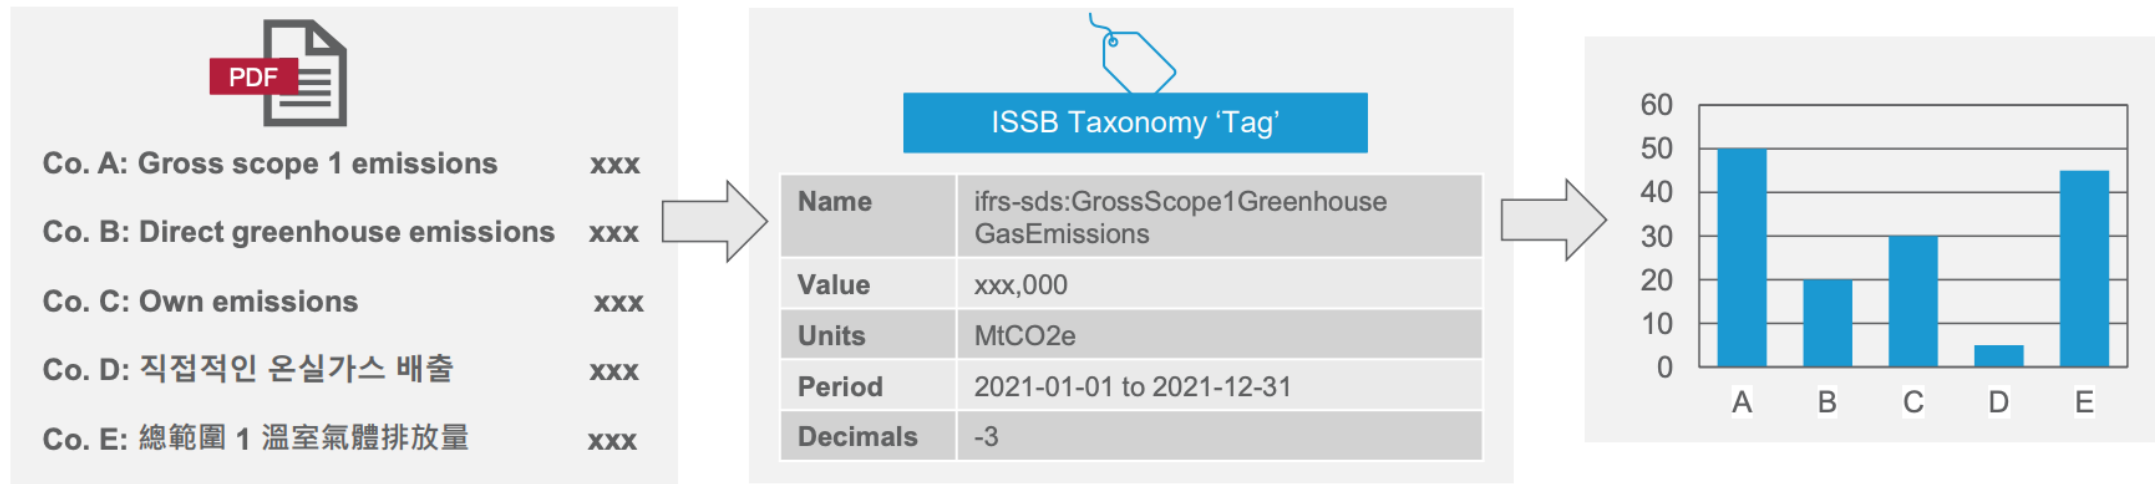 PDF
Co. A: Gross scope 1 emissions xxx
Co. B: Direct greenhouse emissions xxx
Co. C: Own emissions xxx
Co. D: 직접적인 온실가스 배출 xxx
Co. E: 總範圍 1 溫室氣體排放量 xxx
ISSB Taxonomy ‘Tag’
Name ifrs-sds:GrossScope1Greenhouse
GasEmissions
Value xxx,000
Units MtCO2e
Period 2021-01-01 to 2021-12-31
Decimals -3
60
50
40
30
20
10
0
A B C D E